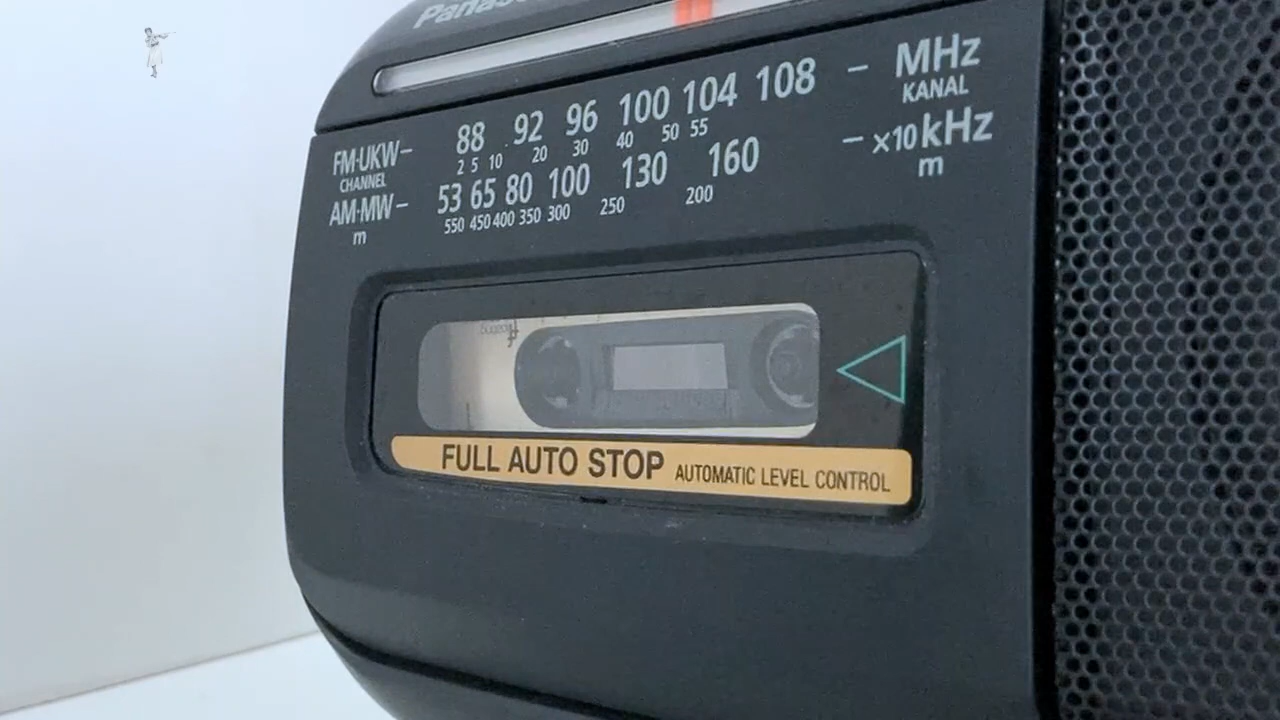 Panas
FM·UKW– 88 92 96 100 104 108 – MHz
CHANNEL 2 5 10 20 30 40 50 55 KANAL
AM·MW– 53 65 80 100 130 160 – x10 kHz
m 550 450 400 350 300 250 200 m
FULL AUTO STOP AUTOMATIC LEVEL CONTROL